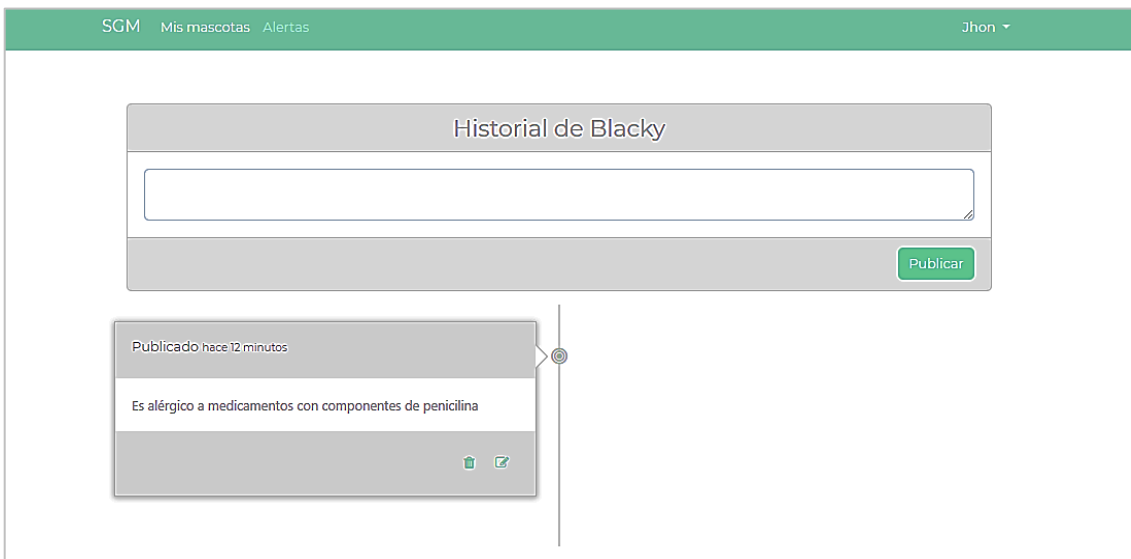 SGM Mis mascotas Alertas Jhon
Historial de Blacky
Publicar
Publicado hace 12 minutos
Es alérgico a medicamentos con componentes de penicilina